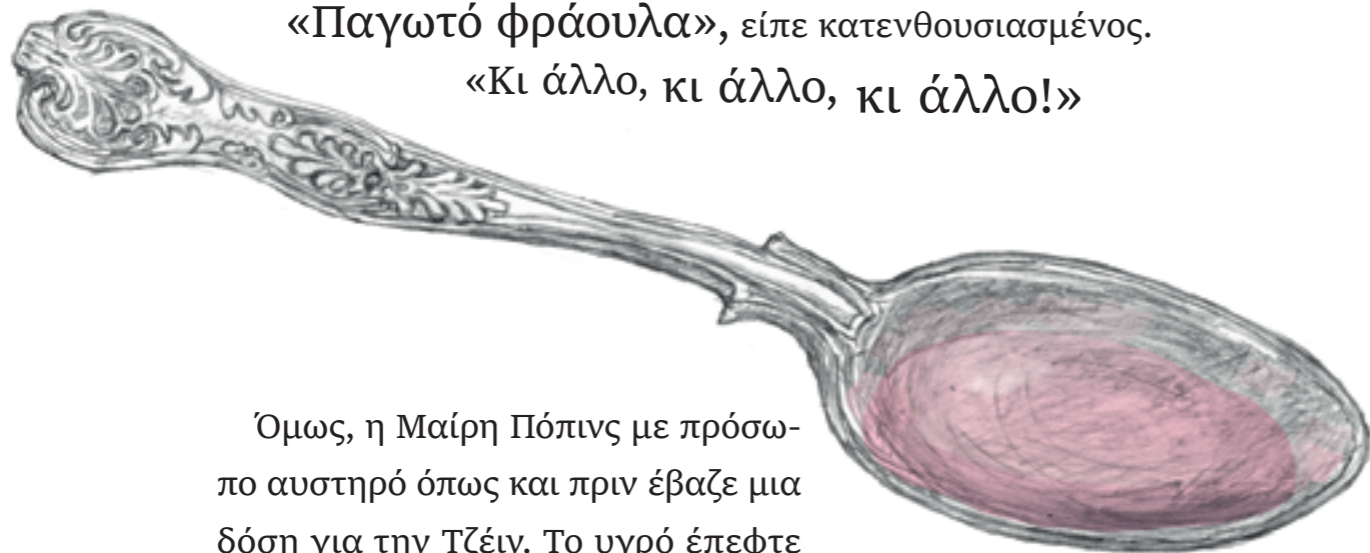 «Παγωτό φράουλα», είπε κατενθουσιασμένος.
«Κι άλλο, κι άλλο, κι άλλο!»
Όμως, η Μαίρη Πόπινς με πρόσω-
πο αυστηρό όπως και πριν έβαζε μια
δόση για την Τζέιν. Το υγρό έπεφτε